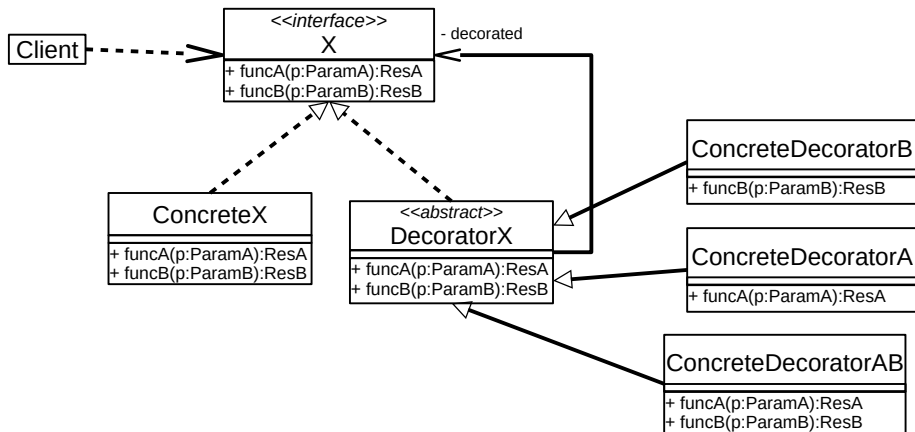 <<interface>>
X
- decorated
Client
+ funcA(p:ParamA):ResA
+ funcB(p:ParamB):ResB
ConcreteDecoratorB
+ funcB(p:ParamB):ResB
ConcreteX
+ funcA(p:ParamA):ResA
+ funcB(p:ParamB):ResB
<<abstract>>
DecoratorX
+ funcA(p:ParamA):ResA
+ funcB(p:ParamB):ResB
ConcreteDecoratorA
+ funcA(p:ParamA):ResA
ConcreteDecoratorAB
+ funcA(p:ParamA):ResA
+ funcB(p:ParamB):ResB